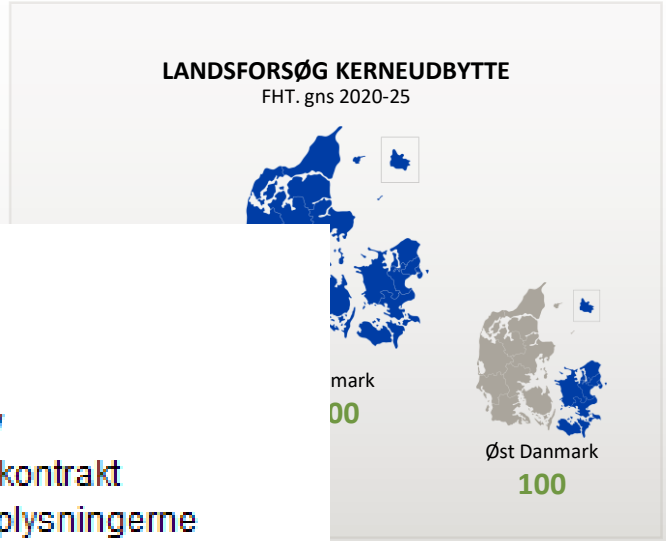 LANDSFORSØG KERNEUDBYTTE
FHT. gns 2020-25
mark
00
Øst Danmark
100
kontrakt
plysningerne